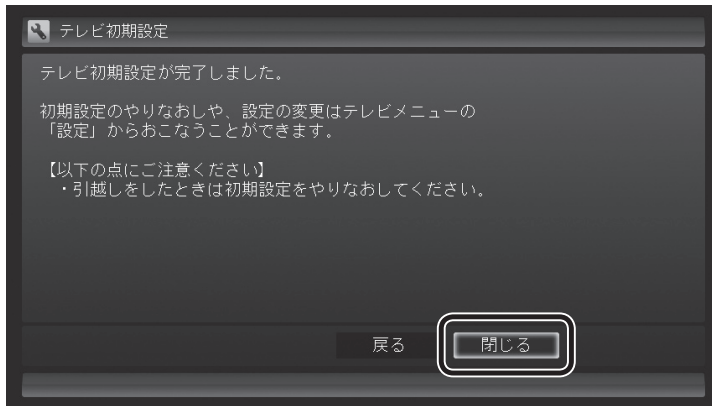 テレビ初期設定
テレビ初期設定が完了しました。
初期設定のやりなおしや、設定の変更はテレビメニューの
「設定」からおこなうことができます。
【以下の点にご注意ください】
・引越しをしたときは初期設定をやりなおしてください。
戻る 閉じる